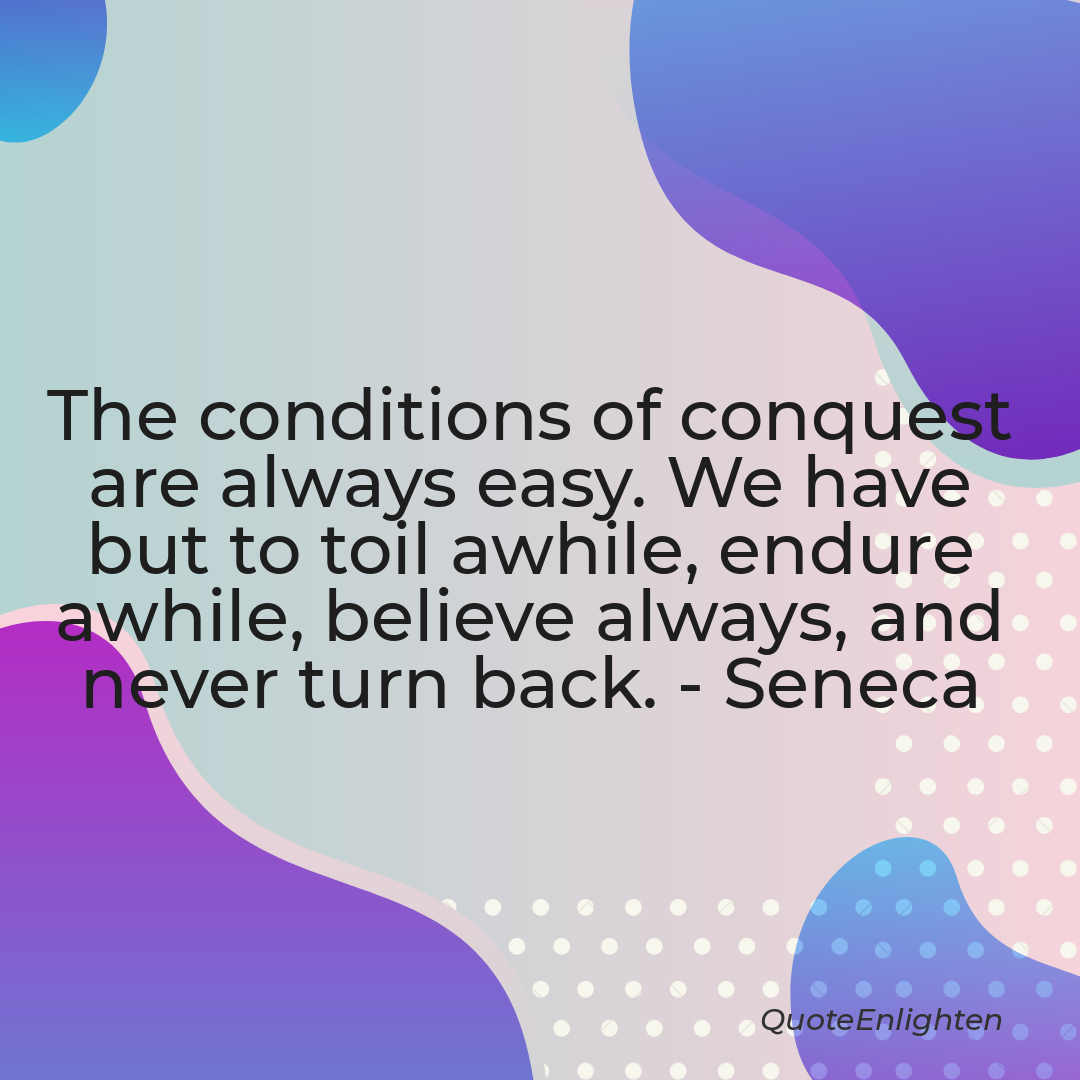 The conditions of conquest
are always easy. We have
but to toil awhile, endure
awhile, believe always, and
never turn back. - Seneca
QuoteEnlighten